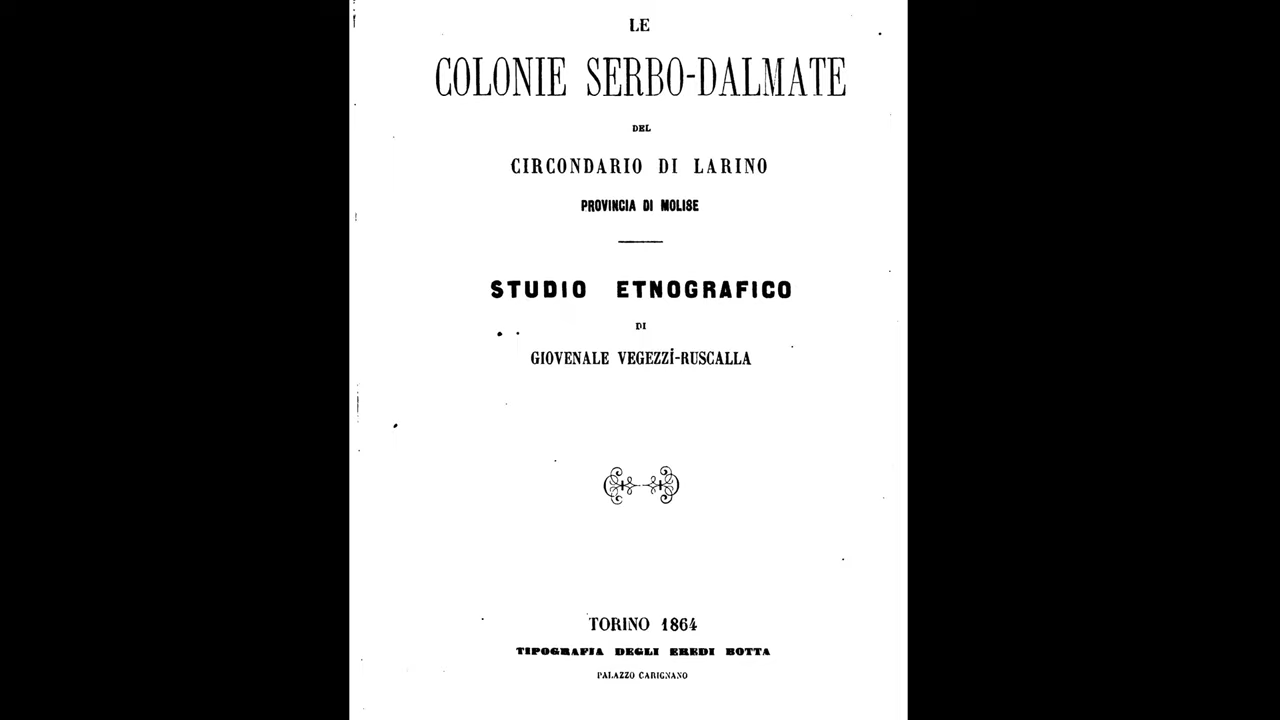 LE
COLONIE SERBO-DALMATE
DEL
CIRCONDARIO DI LARINO
PROVINCIA DI MOLISE
STUDIO ETNOGRAFICO
DI
GIOVENALE VEGEZZI-RUSCALLA
TORINO 1864
TIPOGRAFIA DEGLI EREDI BOTTA
PALAZZO CARIGNANO